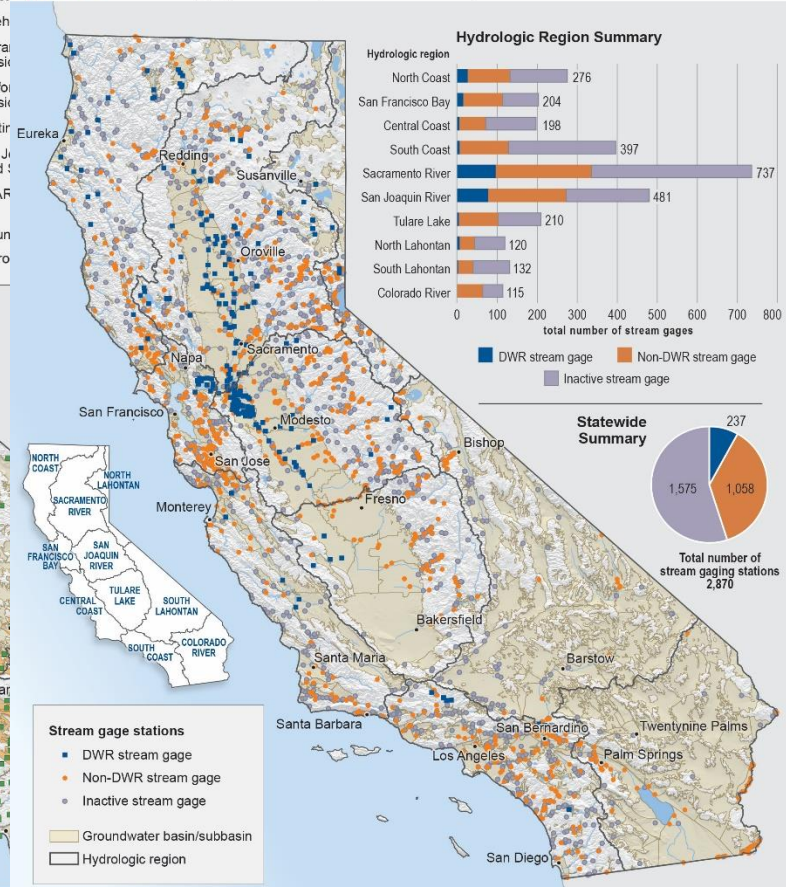 Hydrologic Region Summary
Hydrologic region
North Coast
276
San Francisco Bay
204
Central Coast
198
South Coast
397
Sacramento River
737
San Joaquin River
481
Tulare Lake
210
North Lahontan
120
South Lahontan
132
Colorado River
115
0 100 200 300 400 500 600 700 800
total number of stream gages
DWR stream gage
Non-DWR stream gage
Inactive stream gage
Statewide
Summary
237
1,575
1,058
Total number of
stream gaging stations
2,870
Eureka
Redding
Susanville
Oroville
Sacramento
Napa
San Francisco
Modesto
San Jose
Bishop
Monterey
Fresno
Bakersfield
Santa Maria
Barstow
Santa Barbara
San Bernardino
Twentynine Palms
Los Angeles
Palm Springs
San Diego
NORTH
COAST
NORTH
LAHONTAN
SACRAMENTO
RIVER
SAN
FRANCISCO
BAY
SAN
JOAQUIN
RIVER
CENTRAL
COAST
TULARE
LAKE
SOUTH
LAHONTAN
SOUTH
COAST
COLORADO
RIVER
Stream gage stations
DWR stream gage
Non-DWR stream gage
Inactive stream gage
Groundwater basin/subbasin
Hydrologic region